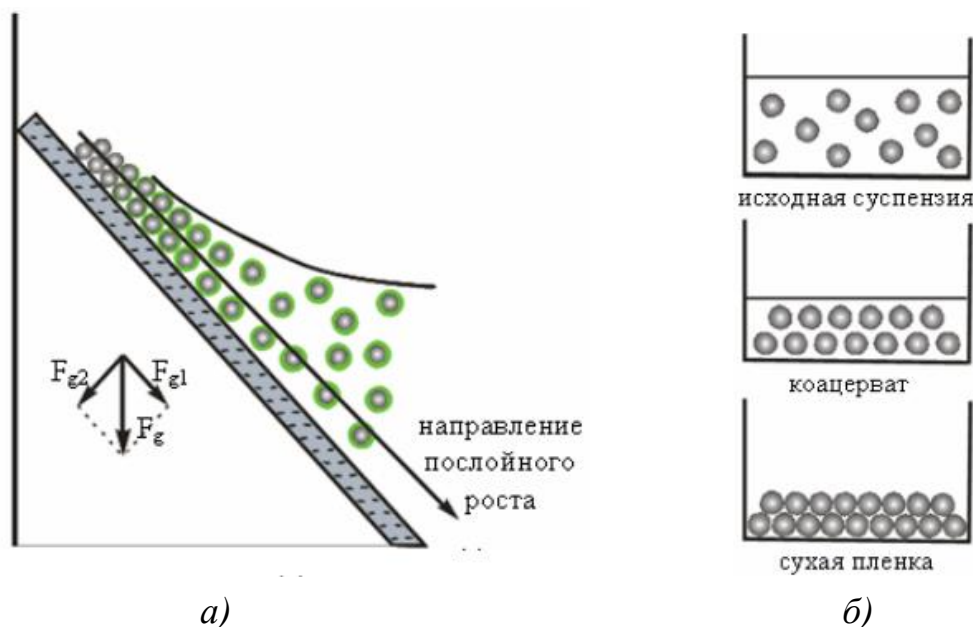 F_g2
F_g1
F_g
направление
послойного
роста
исходная суспензия
коацерват
сухая пленка
а)
б)